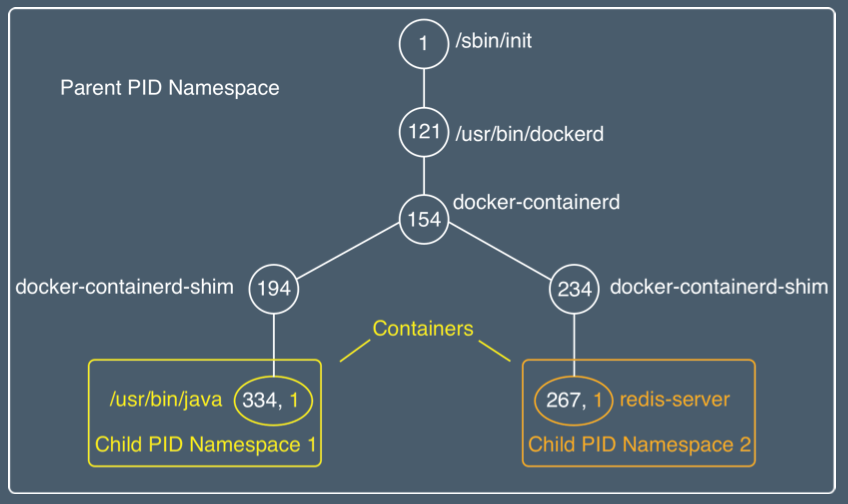 1 /sbin/init
Parent PID Namespace
121 /usr/bin/dockerd
docker-containerd
154
docker-containerd-shim 194
234 docker-containerd-shim
Containers
/usr/bin/java 334, 1
Child PID Namespace 1
267, 1 redis-server
Child PID Namespace 2